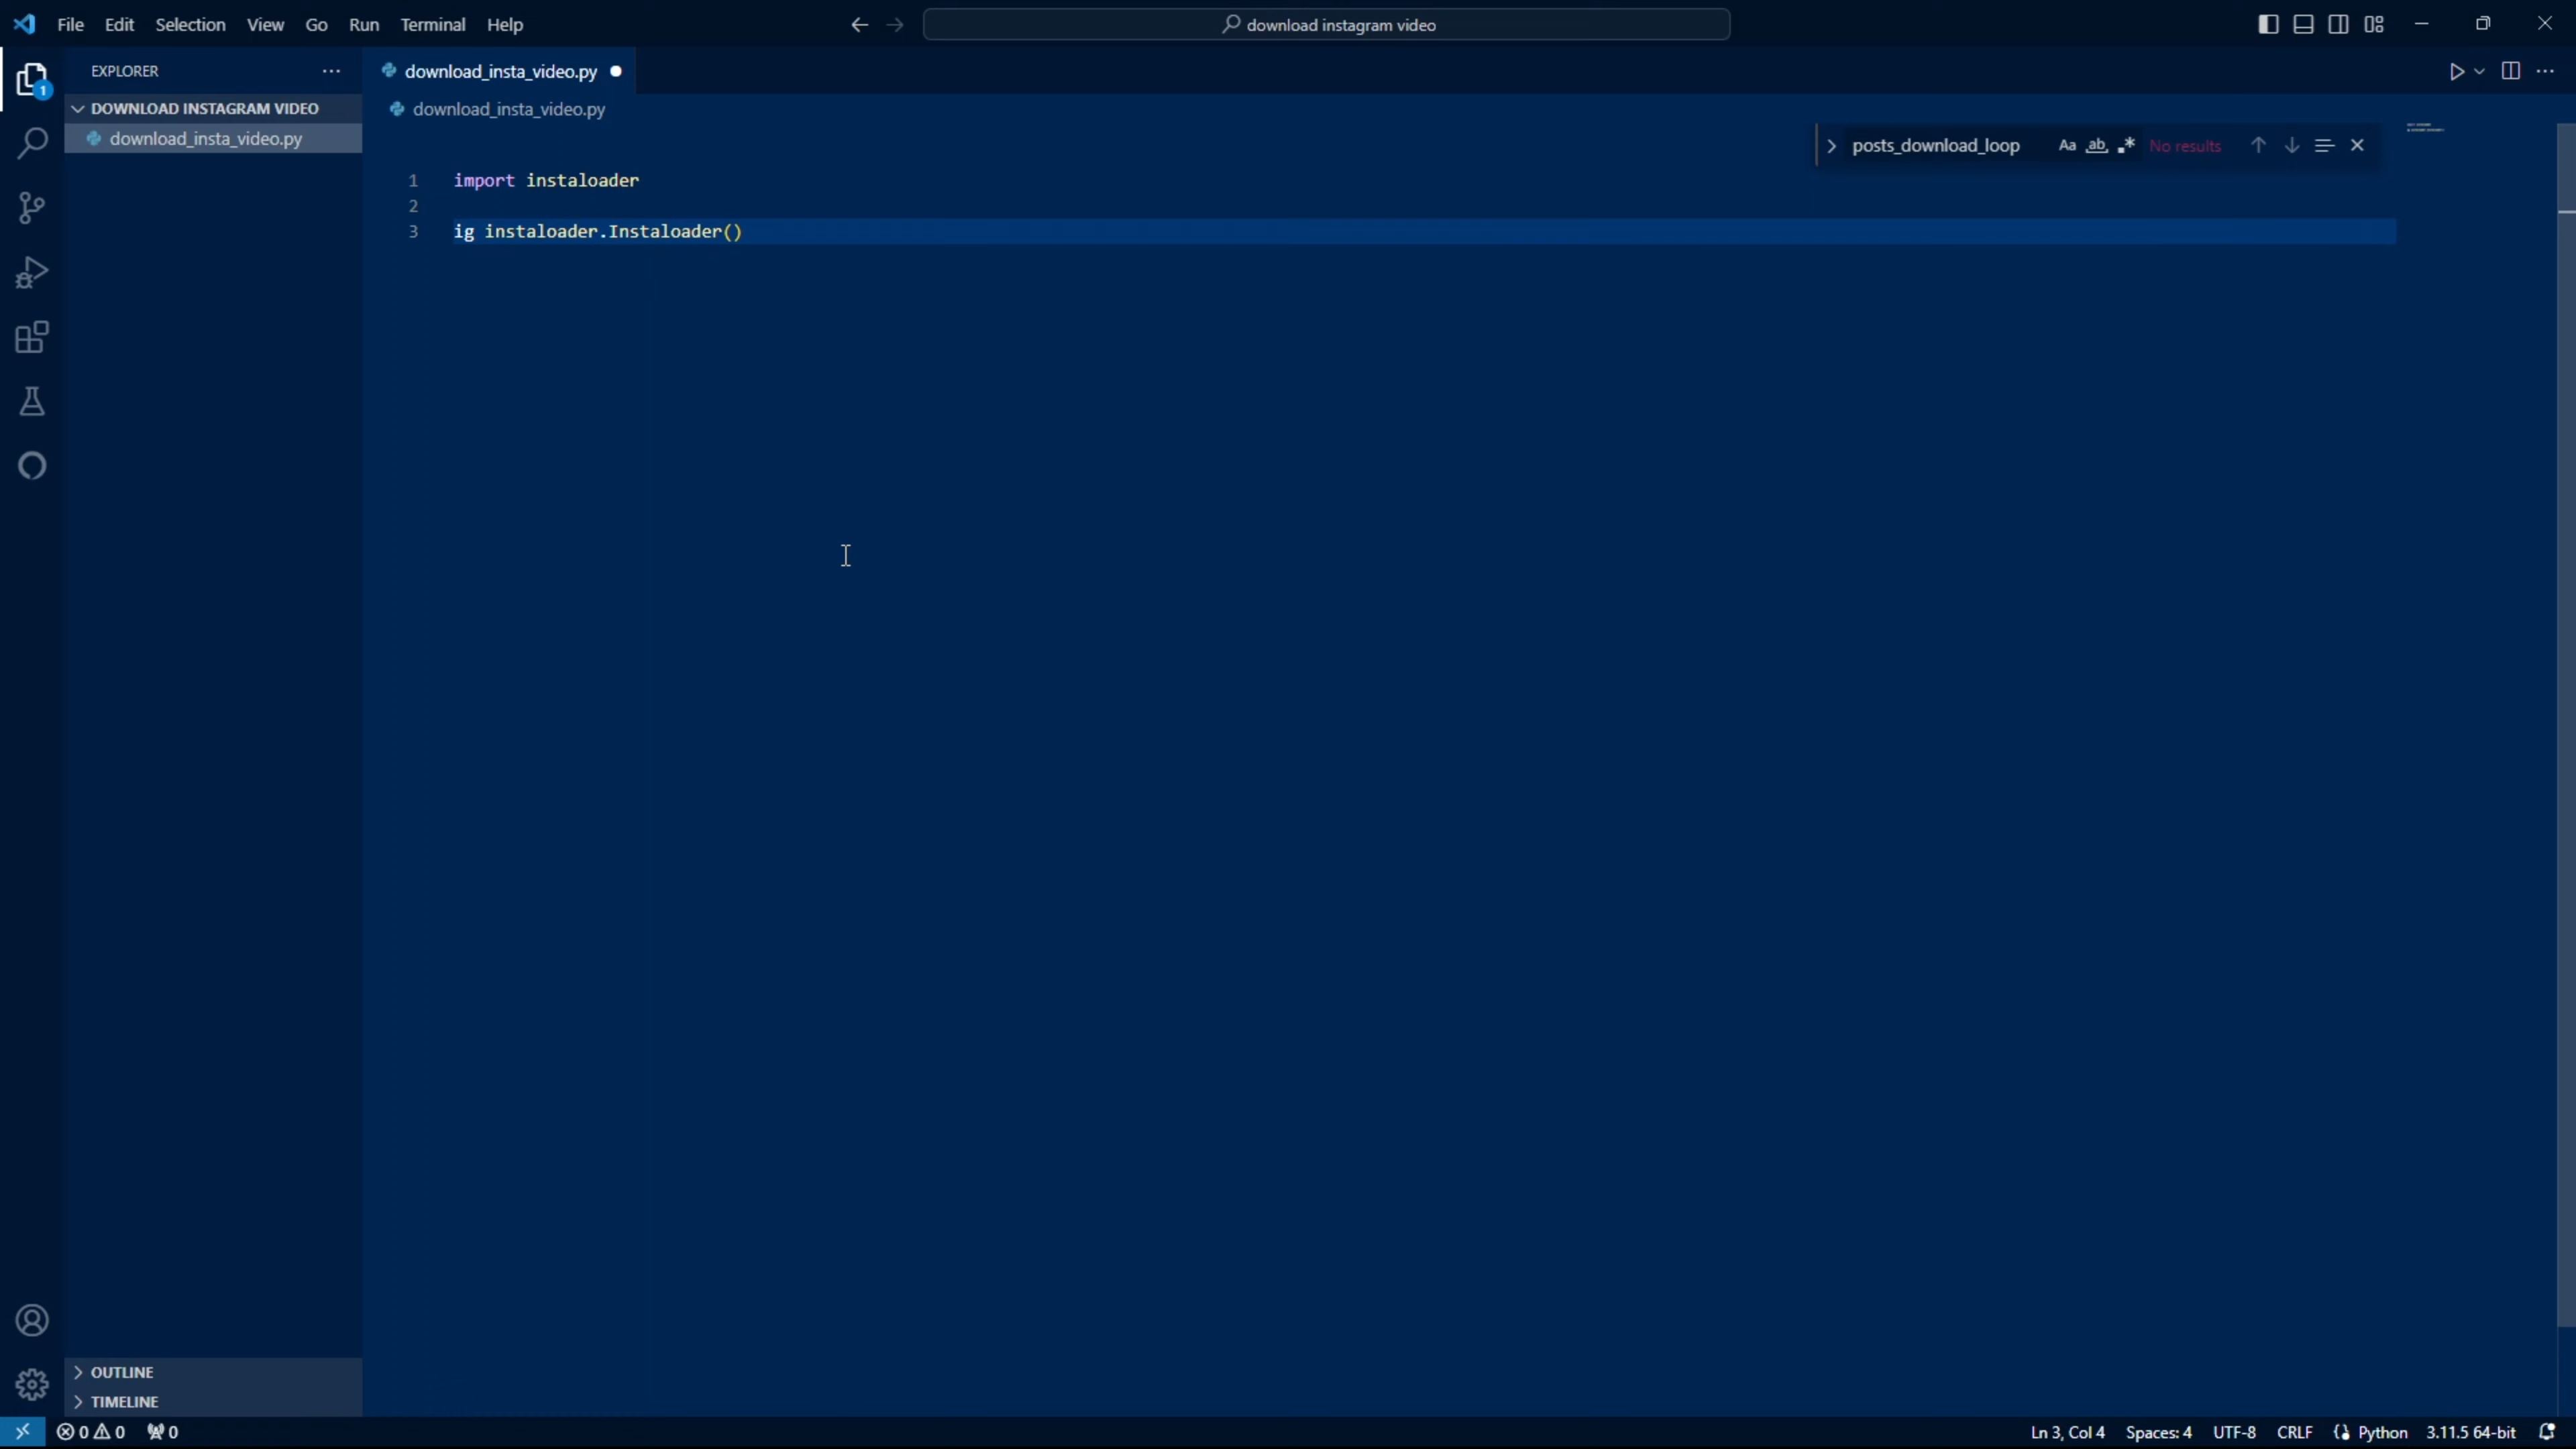 File Edit Selection View Go Run Terminal Help
download instagram video
EXPLORER
download_insta_video.py
1
DOWNLOAD INSTAGRAM VIDEO
download_insta_video.py
download_insta_video.py
posts_download_loop Aa ab .* No results
1 import instaloader
2
3 ig instaloader.Instaloader()
OUTLINE
TIMELINE
0 0 0
Ln 3, Col 4 Spaces: 4 UTF-8 CRLF Python 3.11.5 64-bit